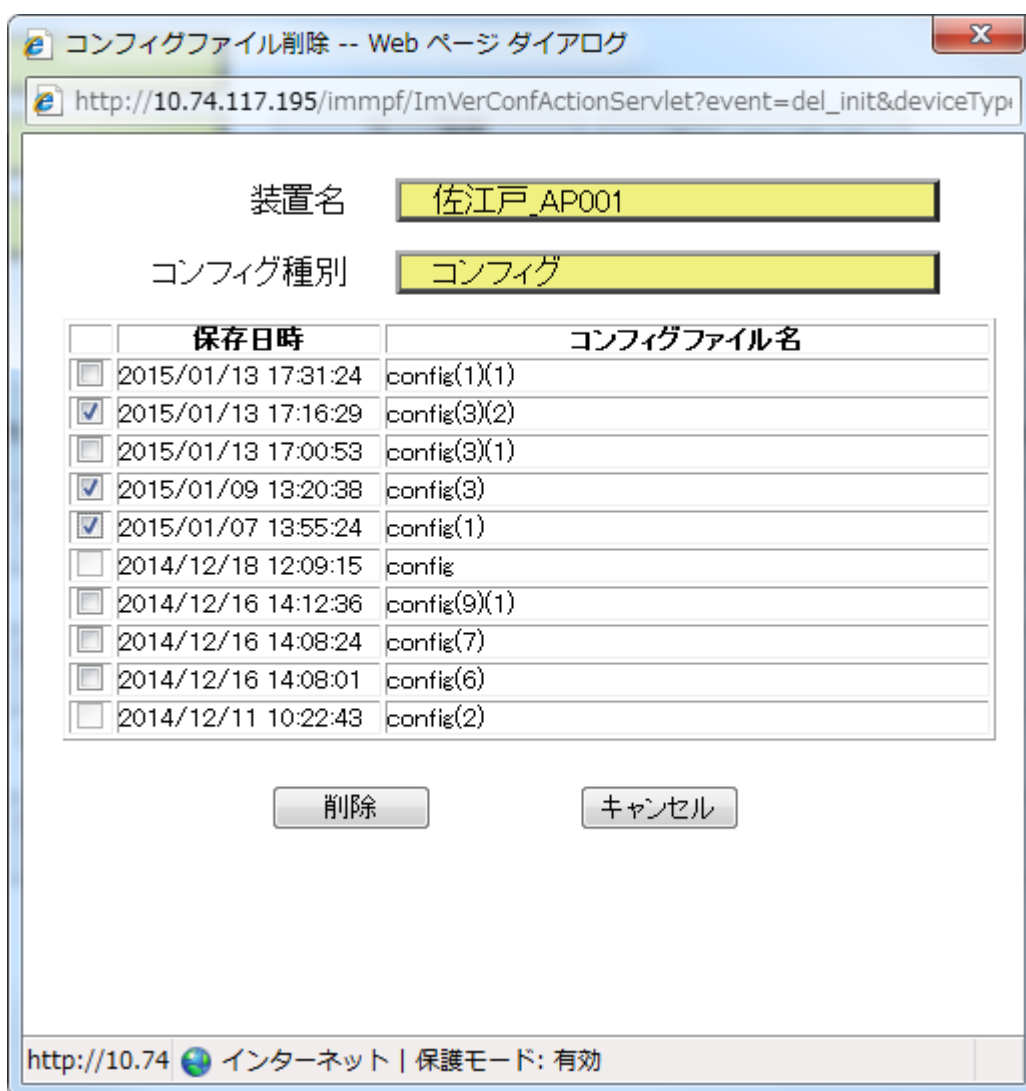 コンフィグファイル削除 -- Web ページ ダイアログ
http://10.74.117.195/immpf/ImVerConfActionServlet?event=del_init&deviceType
装置名 佐江戸_AP001
コンフィグ種別 コンフィグ
保存日時 コンフィグファイル名
2015/01/13 17:31:24 config(1)(1)
2015/01/13 17:16:29 config(3)(2)
2015/01/13 17:00:53 config(3)(1)
2015/01/09 13:20:38 config(3)
2015/01/07 13:55:24 config(1)
2014/12/18 12:09:15 config
2014/12/16 14:12:36 config(9)(1)
2014/12/16 14:08:24 config(7)
2014/12/16 14:08:01 config(6)
2014/12/11 10:22:43 config(2)
削除 キャンセル
http://10.74 インターネット | 保護モード: 有効